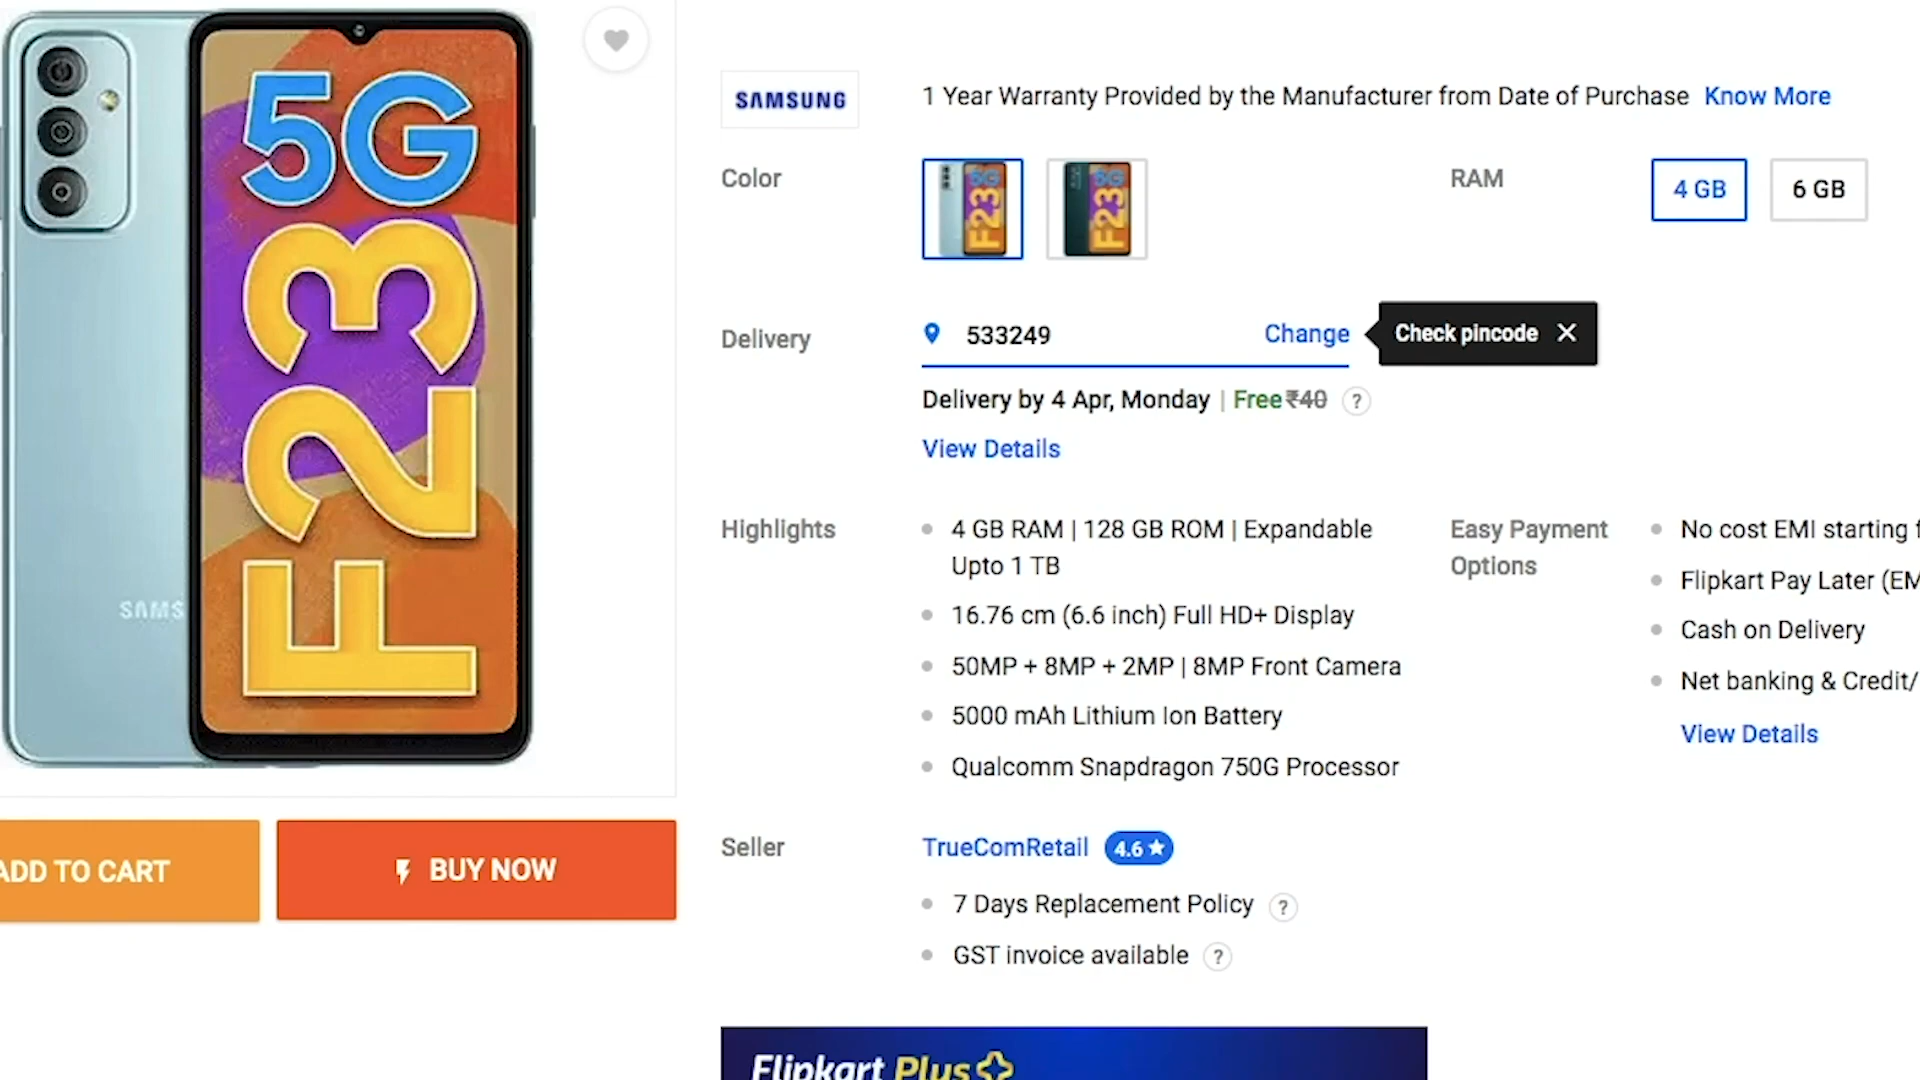 5G
F23
SAMS
ADD TO CART
BUY NOW
SAMSUNG
1 Year Warranty Provided by the Manufacturer from Date of Purchase Know More
Color
5G
F23
5G
F23
RAM
4 GB
6 GB
Delivery
533249
Change
Check pincode
Delivery by 4 Apr, Monday | Free ₹40 ?
View Details
Highlights
4 GB RAM | 128 GB ROM | Expandable
Upto 1 TB
16.76 cm (6.6 inch) Full HD+ Display
50MP + 8MP + 2MP | 8MP Front Camera
5000 mAh Lithium Ion Battery
Qualcomm Snapdragon 750G Processor
Easy Payment
Options
No cost EMI starting f
Flipkart Pay Later (EM
Cash on Delivery
Net banking & Credit/
View Details
Seller
TrueComRetail 4.6 ★
7 Days Replacement Policy ?
GST invoice available ?
Flipkart Plus